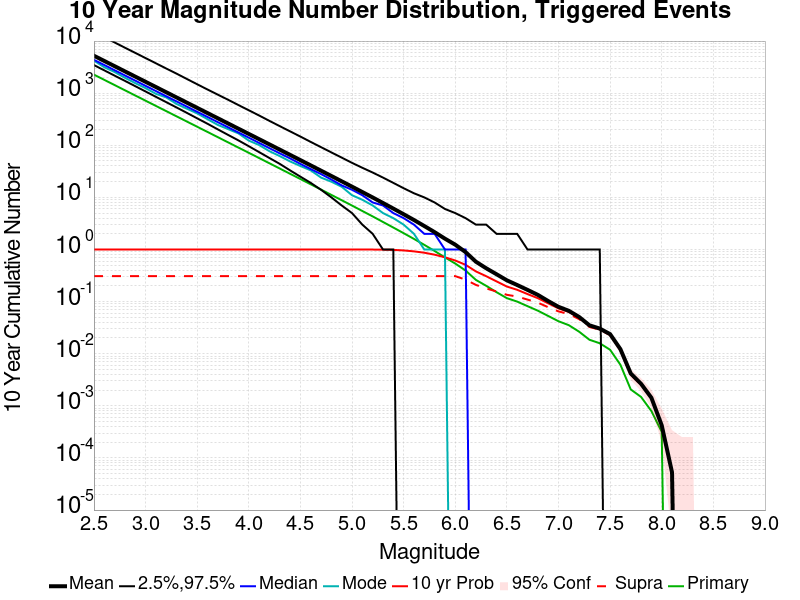 10 Year Magnitude Number Distribution, Triggered Events
10 Year Cumulative Number
10^4
10^3
10^2
10^1
10^0
10^-1
10^-2
10^-3
10^-4
10^-5
2.5 3.0 3.5 4.0 4.5 5.0 5.5 6.0 6.5 7.0 7.5 8.0 8.5 9.0
Magnitude
Mean 2.5%,97.5% Median Mode 10 yr Prob 95% Conf Supra Primary